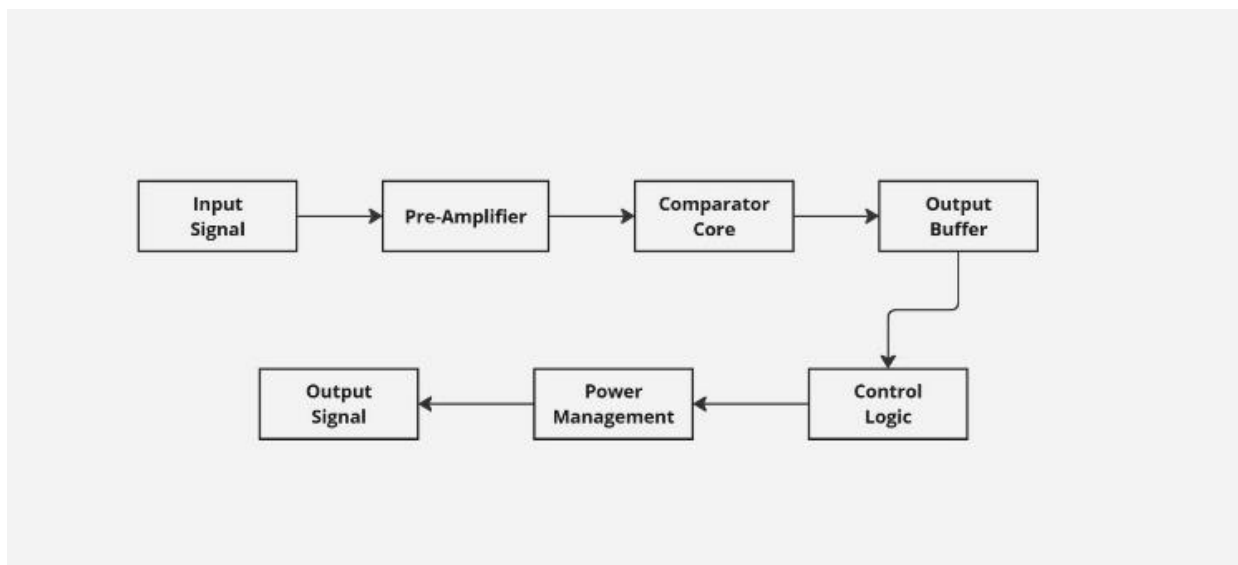 Input
Signal
Pre-Amplifier
Comparator
Core
Output
Buffer
Output
Signal
Power
Management
Control
Logic